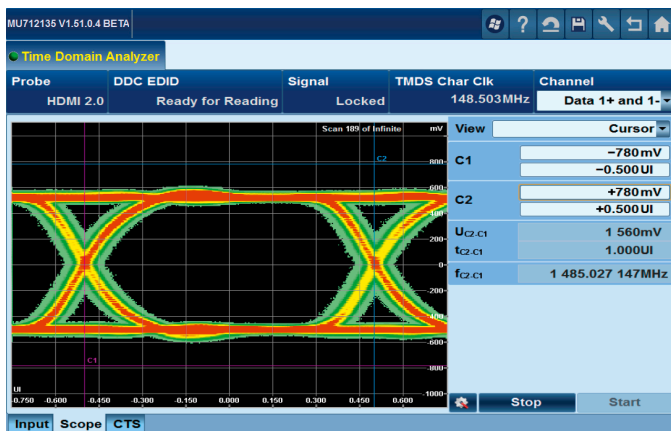 MU712135 V1.51.0.4 BETA
?
Time Domain Analyzer
Probe DDC EDID Signal TMDS Char Clk Channel
HDMI 2.0 Ready for Reading Locked 148.503MHz Data 1+ and 1-
Scan 189 of Infinite mV
View Cursor
C1 −780mV
−0.500UI
C2 +780mV
+0.500UI
UC2-C1 1 560mV
tC2-C1 1.000UI
fC2-C1 1 485.027 147MHz
C2
800-
600-
400-
200-
0-
-200-
-400-
-600-
-800-
-1000-
C1
UI
-0.750 -0.600 -0.450 -0.300 -0.150 0.000 0.150 0.300 0.450 0.600
Stop Start
Input Scope CTS